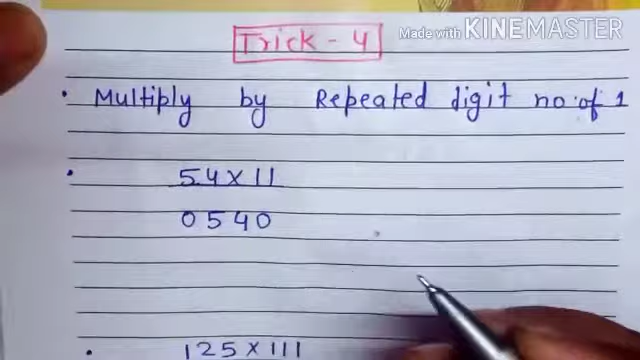 Made with KINEMASTER
Trick - 4
• Multiply by Repeated digit no. of 1
• 54 x 11
0540
• 125 x 111